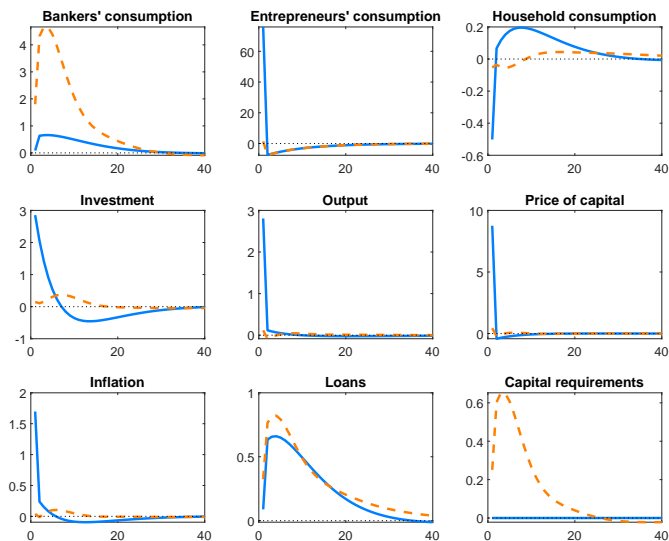 Bankers' consumption
4
3
2
1
0
0 20 40
Entrepreneurs' consumption
60
40
20
0
0 20 40
Household consumption
0.2
0
-0.2
-0.4
-0.6
0 20 40
Investment
3
2
1
0
-1
0 20 40
Output
3
2
1
0
0 20 40
Price of capital
10
5
0
0 20 40
Inflation
2
1.5
1
0.5
0
0 20 40
Loans
1
0.5
0
0 20 40
Capital requirements
0.6
0.4
0.2
0
0 20 40